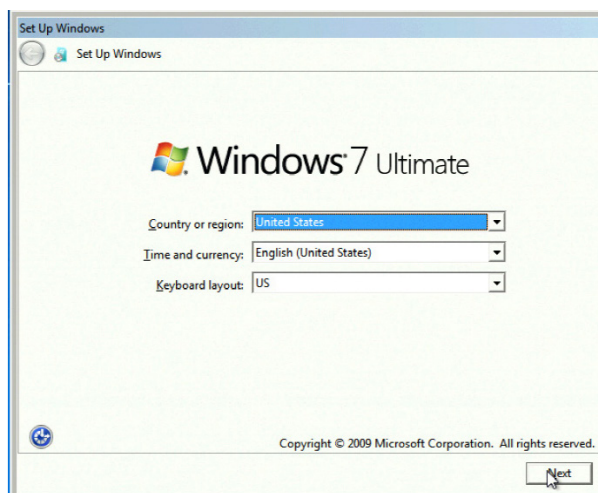 Set Up Windows
Set Up Windows
Windows 7 Ultimate
Country or region: United States
Time and currency: English (United States)
Keyboard layout: US
Copyright © 2009 Microsoft Corporation. All rights reserved.
Next